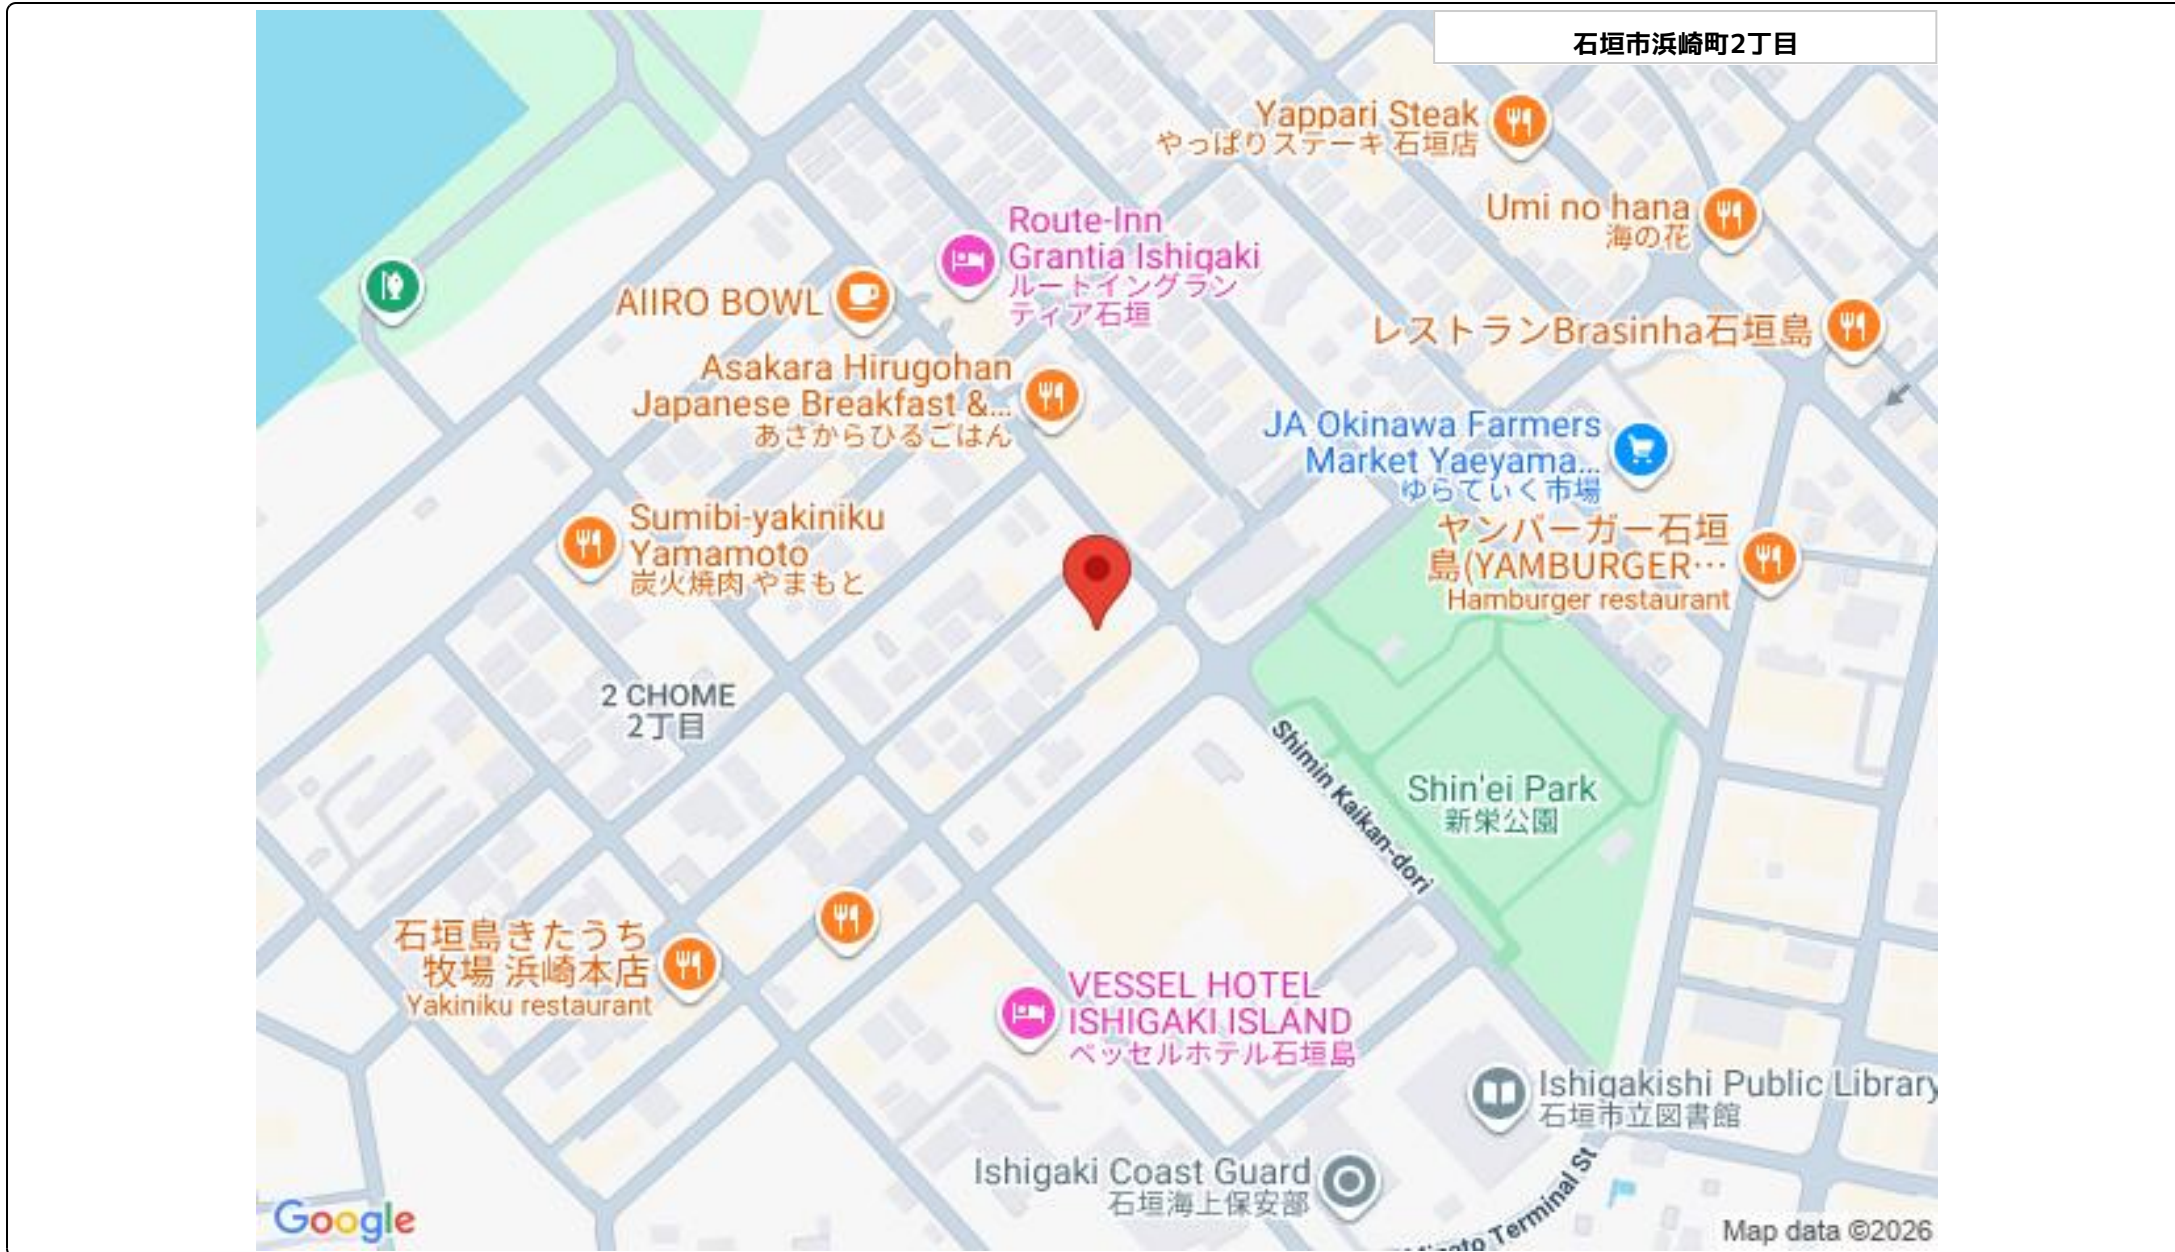 石垣市浜崎町2丁目
Yappari Steak
やっぱりステーキ 石垣店
Umi no hana
海の花
Route-Inn
Grantia Ishigaki
ルートイングラン
ティア石垣
AIIRO BOWL
レストランBrasinha石垣島
Asakara Hirugohan
Japanese Breakfast &...
あさからひるごはん
JA Okinawa Farmers
Market Yaeyama...
ゆらてぃく市場
Sumibi-yakiniku
Yamamoto
炭火焼肉 やまもと
ヤンバーガー石垣
島(YAMBURGER…
Hamburger restaurant
2 CHOME
2丁目
Shimin Kaikan-dori
Shin'ei Park
新栄公園
石垣島きたうち
牧場 浜崎本店
Yakiniku restaurant
VESSEL HOTEL
ISHIGAKI ISLAND
ベッセルホテル石垣島
Ishigakishi Public Library
石垣市立図書館
Ishigaki Coast Guard
石垣海上保安部
Terminal St
Google
Map data ©2026